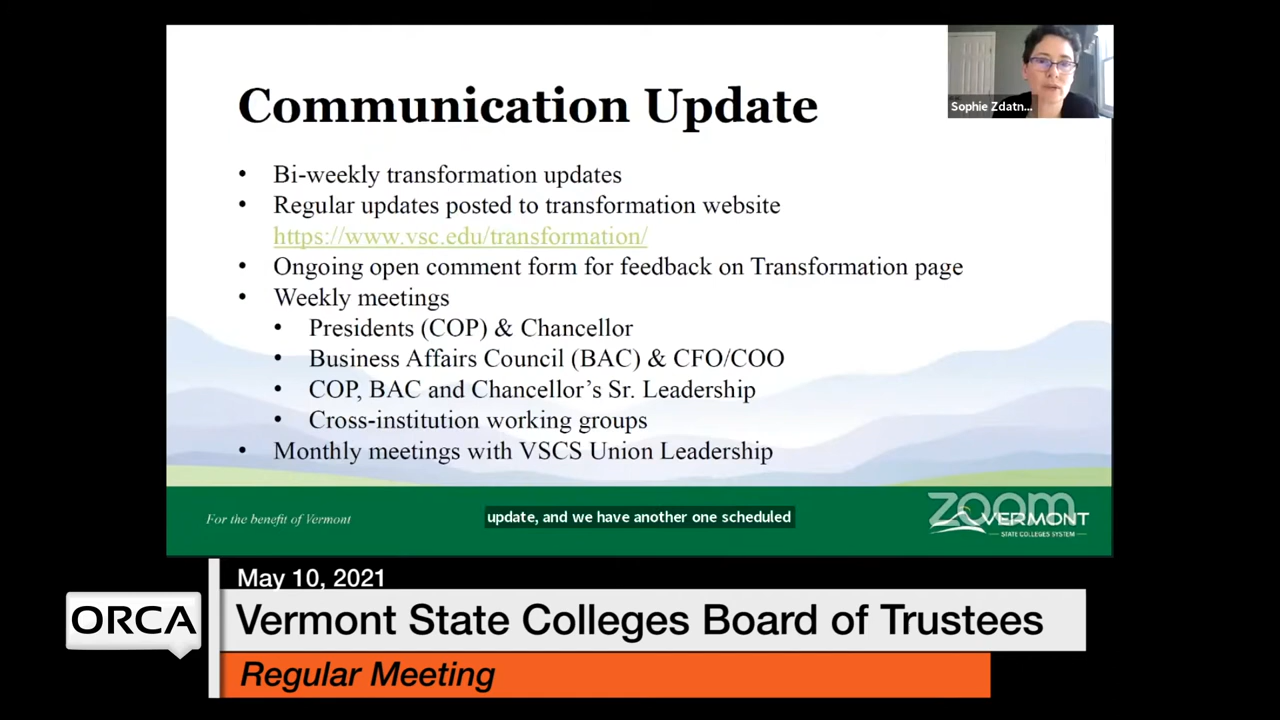 Communication Update
Sophie Zdatn...
• Bi-weekly transformation updates
• Regular updates posted to transformation website
https://www.vsc.edu/transformation/
• Ongoing open comment form for feedback on Transformation page
• Weekly meetings
• Presidents (COP) & Chancellor
• Business Affairs Council (BAC) & CFO/COO
• COP, BAC and Chancellor's Sr. Leadership
• Cross-institution working groups
• Monthly meetings with VSCS Union Leadership
For the benefit of Vermont
update, and we have another one scheduled
zoom
VERMONT
STATE COLLEGES SYSTEM
May 10, 2021
ORCA
Vermont State Colleges Board of Trustees
Regular Meeting